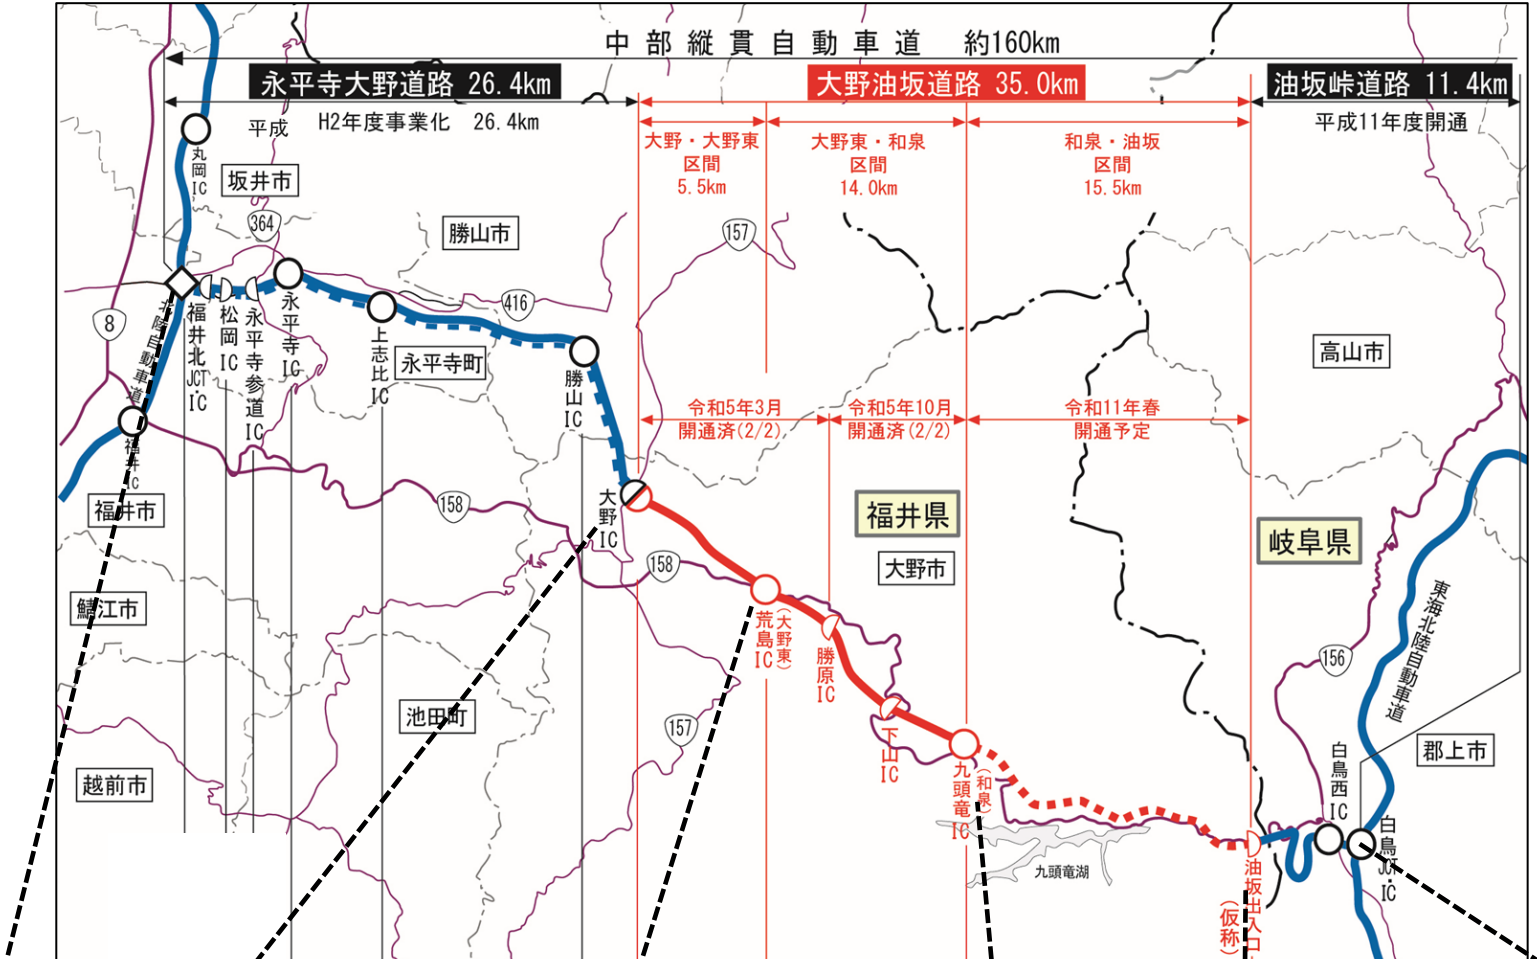 中部縦貫自動車道 約160km
永平寺大野道路 26.4km
大野油坂道路 35.0km
油坂峠道路 11.4km
H2年度事業化 26.4km
平成11年度開通
平成
大野・大野東
区間
5.5km
大野東・和泉
区間
14.0km
和泉・油坂
区間
15.5km
丸岡IC
坂井市
364
勝山市
157
416
8
北陸自動車道
福井北JCT・IC
松岡IC
永平寺参道IC
永平寺IC
上志比IC
永平寺町
勝山IC
高山市
令和5年3月
開通済(2/2)
令和5年10月
開通済(2/2)
令和11年春
開通予定
福井IC
福井市
158
大野IC
福井県
大野市
岐阜県
158
鯖江市
荒島IC
(大野東)
勝原IC
東海北陸自動車道
156
池田町
157
下山IC
九頭竜IC
(和泉)
越前市
郡上市
白鳥西IC
白鳥JCT・IC
九頭竜湖
油坂出入口
(仮称)